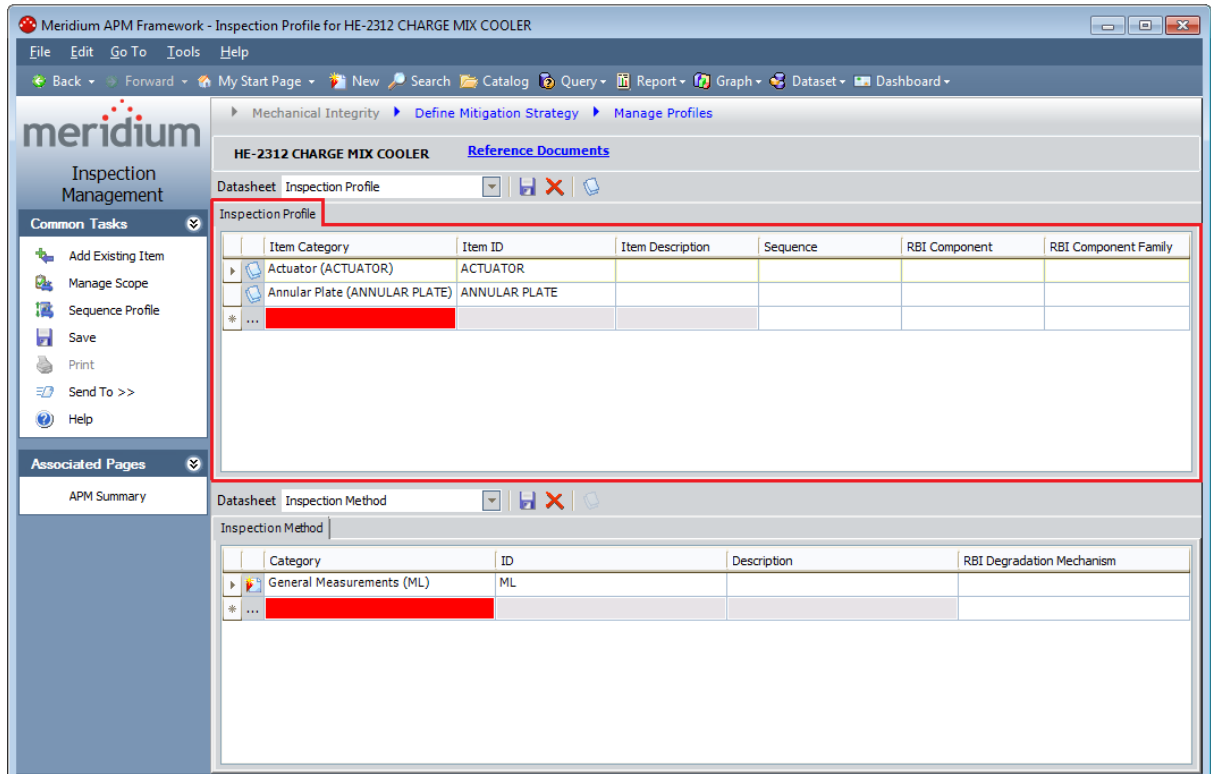 Meridium APM Framework - Inspection Profile for HE-2312 CHARGE MIX COOLER
File Edit Go To Tools Help
Back Forward My Start Page New Search Catalog Query Report Graph Dataset Dashboard
meridium
Inspection
Management
Common Tasks
Add Existing Item
Manage Scope
Sequence Profile
Save
Print
Send To >>
Help
Associated Pages
APM Summary
Mechanical Integrity Define Mitigation Strategy Manage Profiles
HE-2312 CHARGE MIX COOLER Reference Documents
Datasheet Inspection Profile
Inspection Profile
Item Category Item ID Item Description Sequence RBI Component RBI Component Family
Actuator (ACTUATOR) ACTUATOR
Annular Plate (ANNULAR PLATE) ANNULAR PLATE
* ...
Datasheet Inspection Method
Inspection Method
Category ID Description RBI Degradation Mechanism
General Measurements (ML) ML
* ...